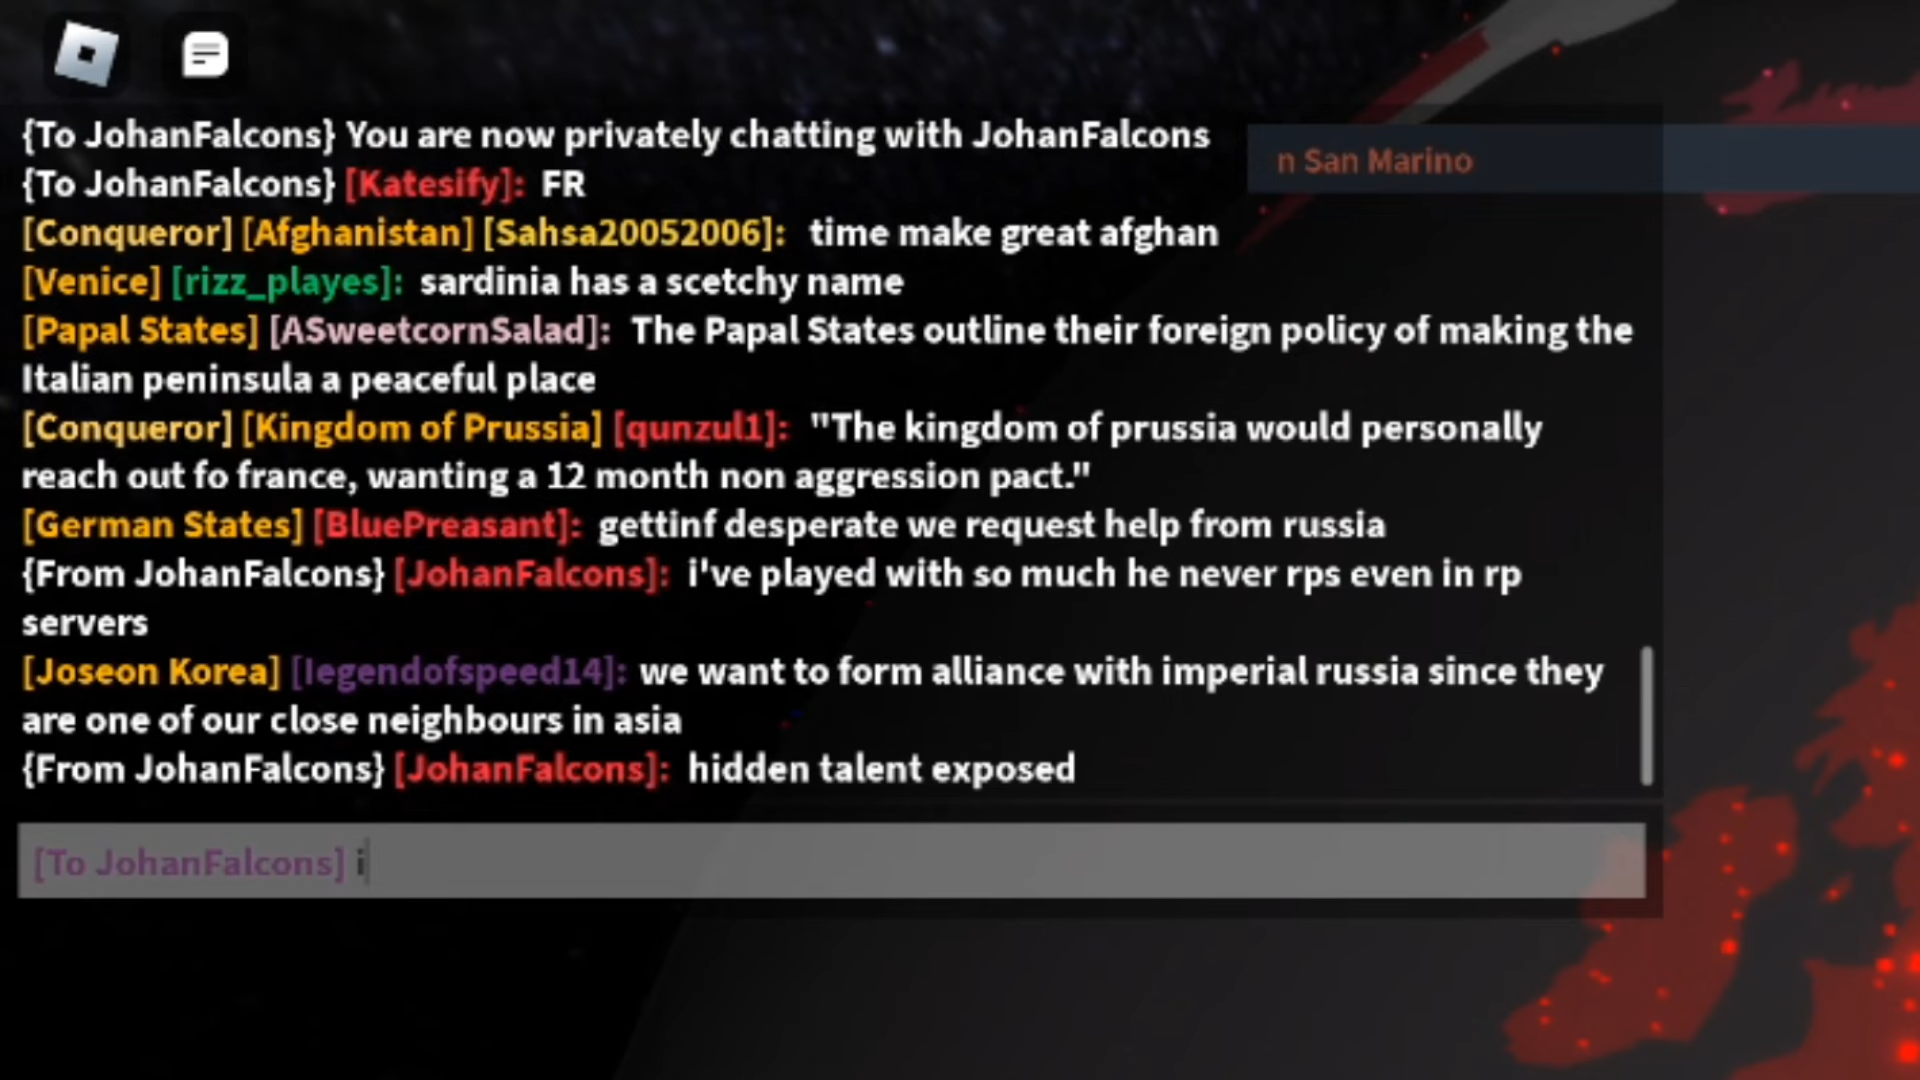 {To JohanFalcons} You are now privately chatting with JohanFalcons
n San Marino
{To JohanFalcons} [Katesify]: FR
[Conqueror] [Afghanistan] [Sahsa20052006]: time make great afghan
[Venice] [rizz_playes]: sardinia has a scetchy name
[Papal States] [ASweetcornSalad]: The Papal States outline their foreign policy of making the
Italian peninsula a peaceful place
[Conqueror] [Kingdom of Prussia] [qunzul1]: "The kingdom of prussia would personally
reach out fo france, wanting a 12 month non aggression pact."
[German States] [BluePreasant]: gettinf desperate we request help from russia
{From JohanFalcons} [JohanFalcons]: i've played with so much he never rps even in rp
servers
[Joseon Korea] [legendofspeed14]: we want to form alliance with imperial russia since they
are one of our close neighbours in asia
{From JohanFalcons} [JohanFalcons]: hidden talent exposed
[To JohanFalcons] i